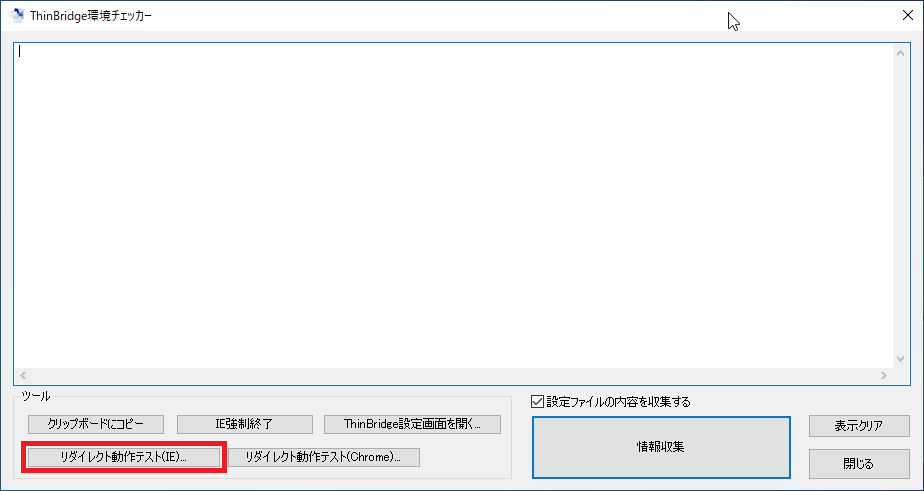 ThinBridge環境チェッカー
ツール
クリップボードにコピー
IE強制終了
ThinBridge設定画面を開く...
リダイレクト動作テスト(IE)...
リダイレクト動作テスト(Chrome)...
設定ファイルの内容を収集する
情報収集
表示クリア
閉じる